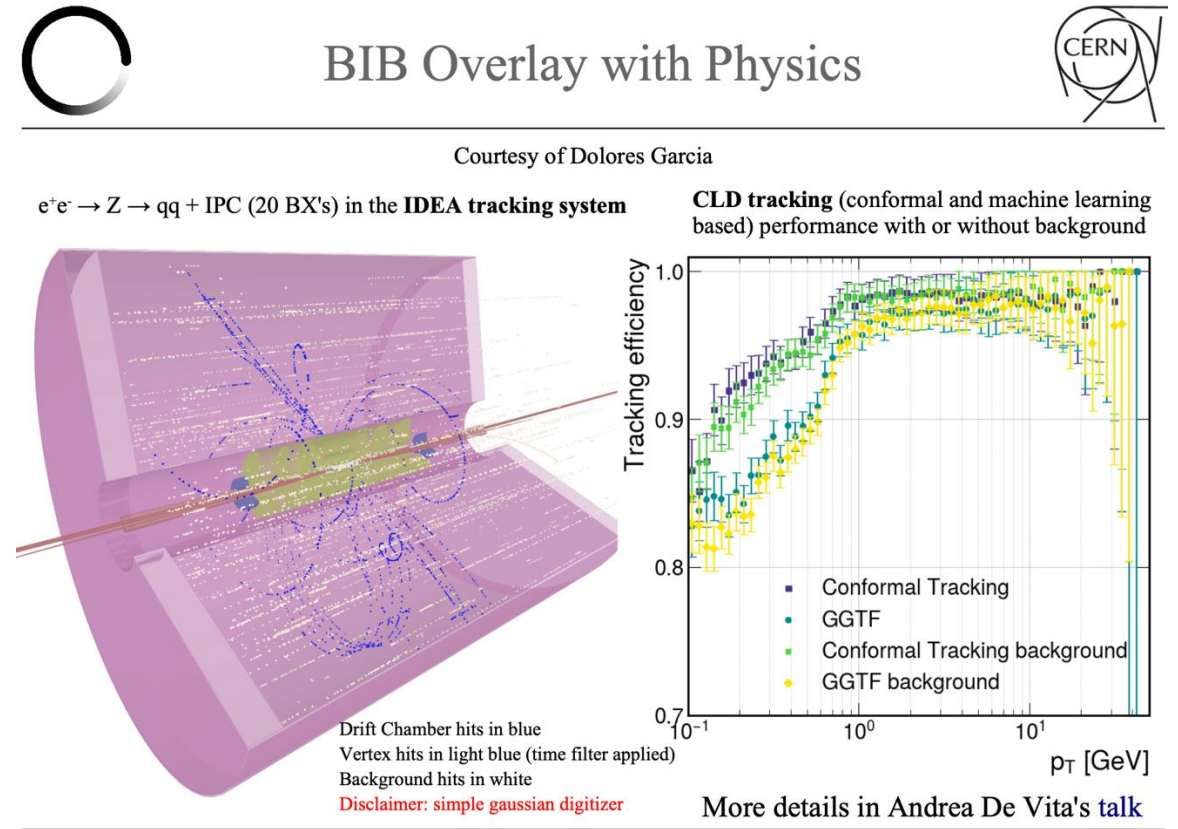 BIB Overlay with Physics
CERN
Courtesy of Dolores Garcia
e⁺e⁻ → Z → qq + IPC (20 BX's) in the IDEA tracking system
CLD tracking (conformal and machine learning
based) performance with or without background
Tracking efficiency
1.0
0.9
0.8
0.7
Conformal Tracking
GGTF
Conformal Tracking background
GGTF background
10⁻¹
10⁰
10¹
p_T [GeV]
Drift Chamber hits in blue
Vertex hits in light blue (time filter applied)
Background hits in white
Disclaimer: simple gaussian digitizer
More details in Andrea De Vita's talk